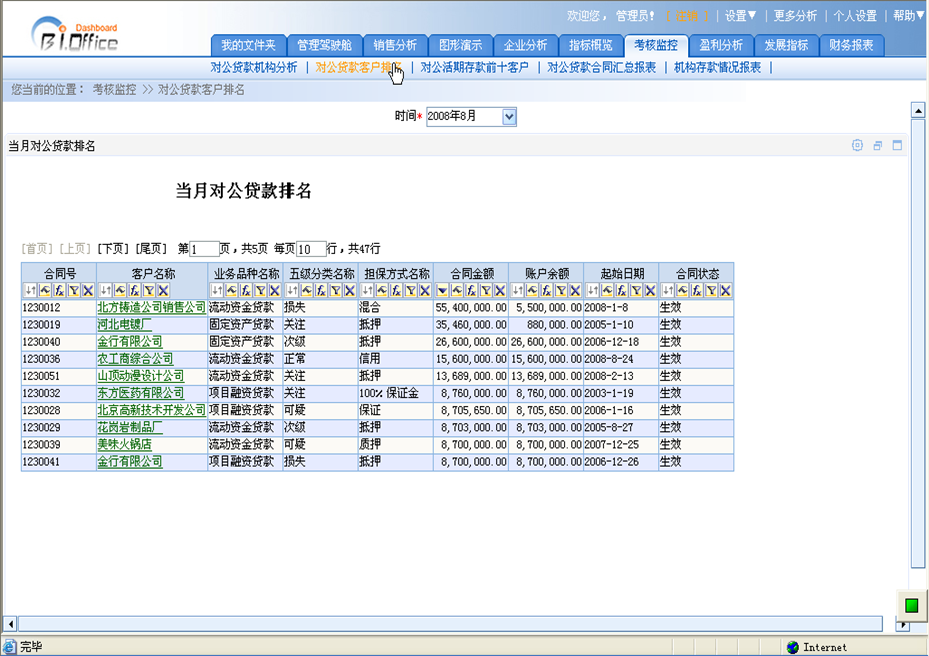 Dashboard
B I.Office
欢迎您， 管理员! [注销] | 设置▼ | 更多分析 | 个人设置 | 帮助▼
我的文件夹 管理驾驶舱 销售分析 图形演示 企业分析 指标概览 考核监控 盈利分析 发展指标 财务报表
对公贷款机构分析 | 对公贷款客户排名 | 对公活期存款前十客户 | 对公贷款合同汇总报表 | 机构存款情况报表 |
您当前的位置： 考核监控 >> 对公贷款客户排名
时间* 2008年8月
当月对公贷款排名
当月对公贷款排名
[首页] [上页] [下页] [尾页] 第1页，共5页 每页10行，共47行
合同号 客户名称 业务品种名称 五级分类名称 担保方式名称 合同金额 账户余额 起始日期 合同状态
1230012 北方铸造公司销售公司 流动资金贷款 损失 混合 55,400,000.00 5,500,000.00 2008-1-8 生效
1230019 河北电镀厂 固定资产贷款 关注 抵押 35,460,000.00 880,000.00 2005-1-10 生效
1230040 金行有限公司 固定资产贷款 次级 抵押 26,600,000.00 26,600,000.00 2006-12-18 生效
1230036 农工商综合公司 流动资金贷款 正常 信用 15,600,000.00 15,600,000.00 2008-8-24 生效
1230051 山顶动漫设计公司 流动资金贷款 关注 抵押 13,689,000.00 13,689,000.00 2008-2-13 生效
1230032 东方医药有限公司 项目融资贷款 关注 100% 保证金 8,760,000.00 8,760,000.00 2003-1-19 生效
1230028 北京高新技术开发公司 项目融资贷款 可疑 保证 8,705,650.00 8,705,650.00 2006-1-16 生效
1230029 花岗岩制品厂 流动资金贷款 次级 抵押 8,703,000.00 8,703,000.00 2005-8-27 生效
1230039 美味火锅店 流动资金贷款 可疑 质押 8,700,000.00 8,700,000.00 2007-12-25 生效
1230041 金行有限公司 项目融资贷款 损失 抵押 8,700,000.00 8,700,000.00 2006-12-26 生效
完毕 Internet